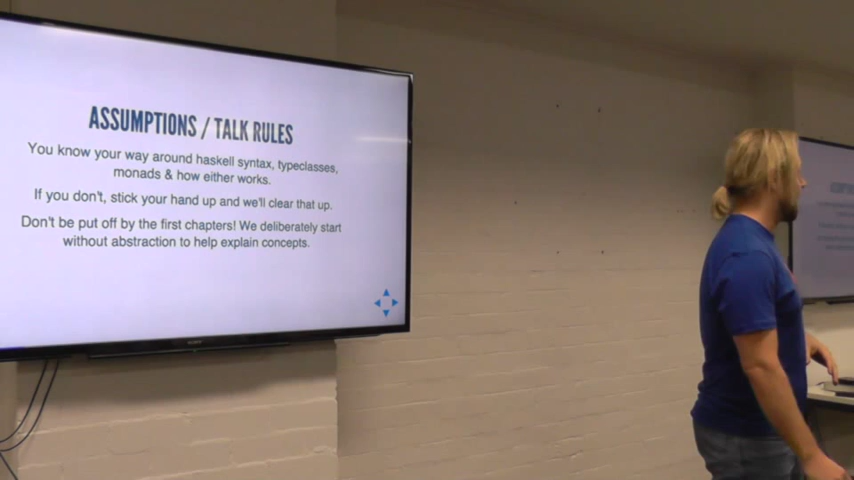 ASSUMPTIONS / TALK RULES
You know your way around haskell syntax, typeclasses,
monads & how either works.
If you don't, stick your hand up and we'll clear that up.
Don't be put off by the first chapters! We deliberately start
without abstraction to help explain concepts.
SONY